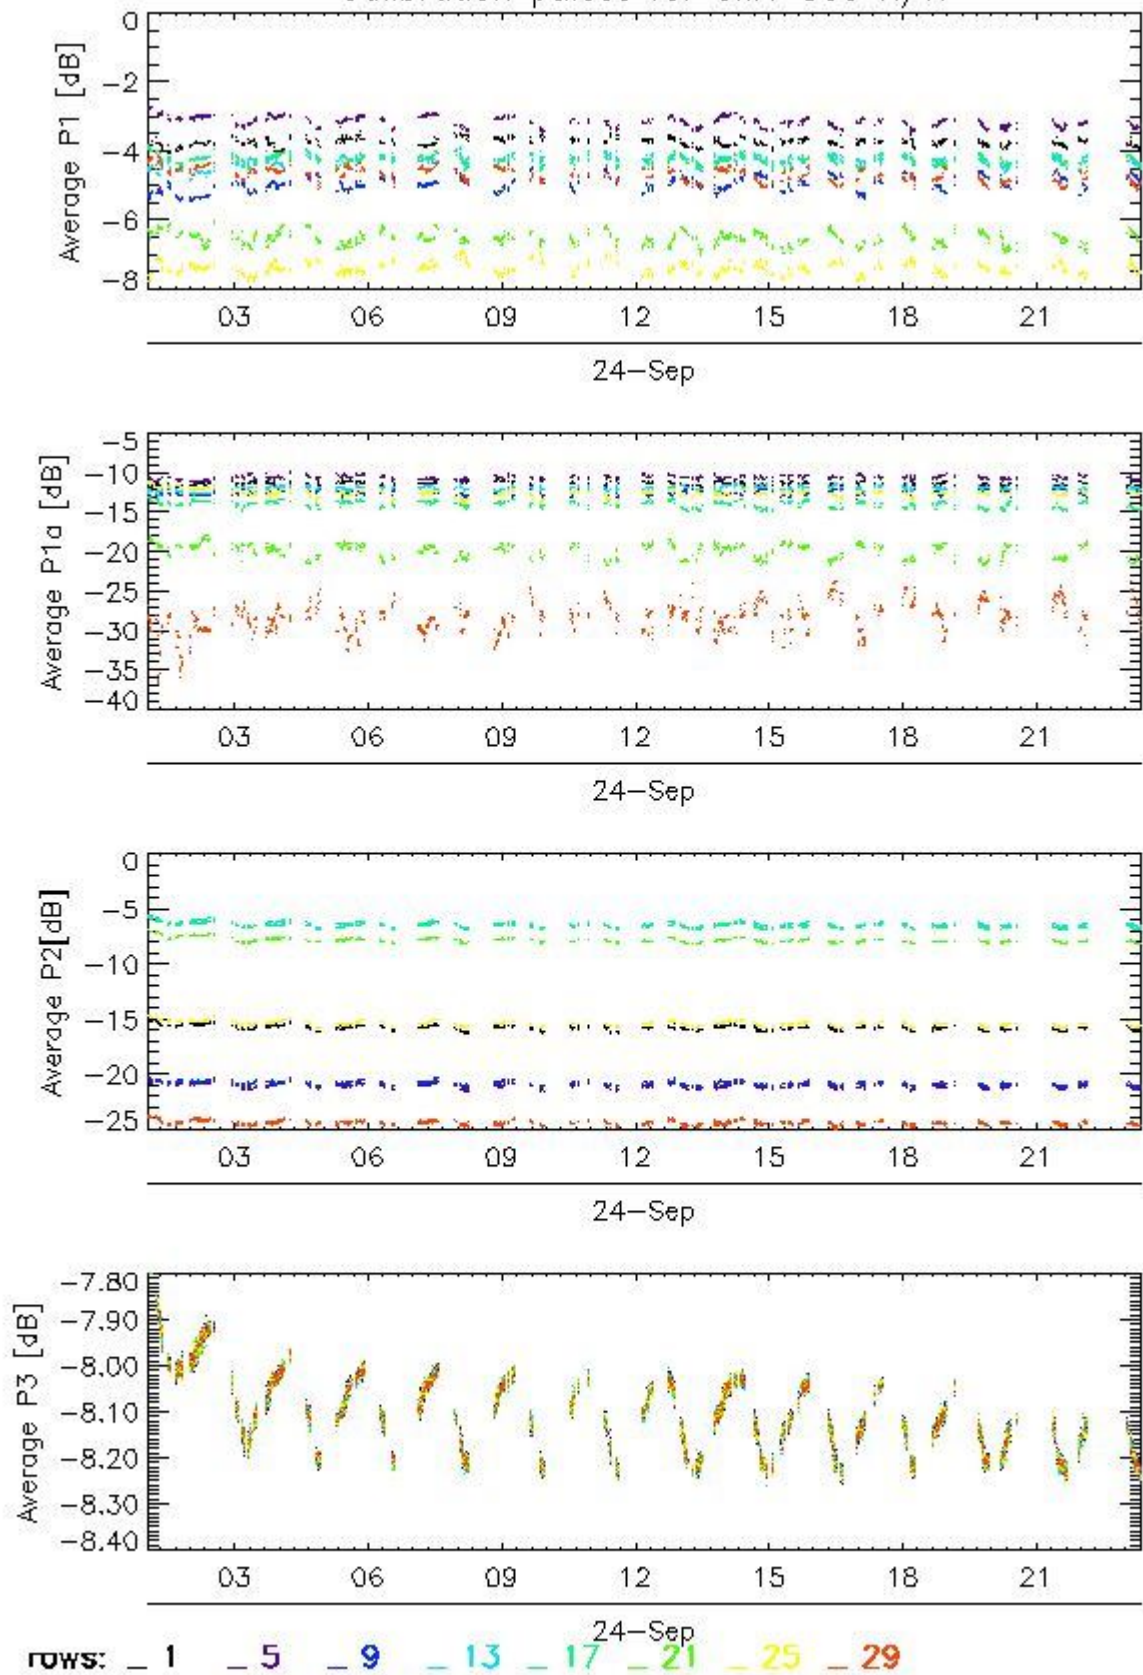 0
−2
−4
−6
−8
Average P1 [dB]
03 06 09 12 15 18 21
24−Sep
−5
−10
−15
−20
−25
−30
−35
−40
Average P1a [dB]
03 06 09 12 15 18 21
24−Sep
0
−5
−10
−15
−20
−25
Average P2[dB]
03 06 09 12 15 18 21
24−Sep
−7.80
−7.90
−8.00
−8.10
−8.20
−8.30
−8.40
Average P3 [dB]
03 06 09 12 15 18 21
24−Sep
rows: _ 1 _ 5 _ 9 _ 13 _ 17 _ 21 _ 25 _ 29